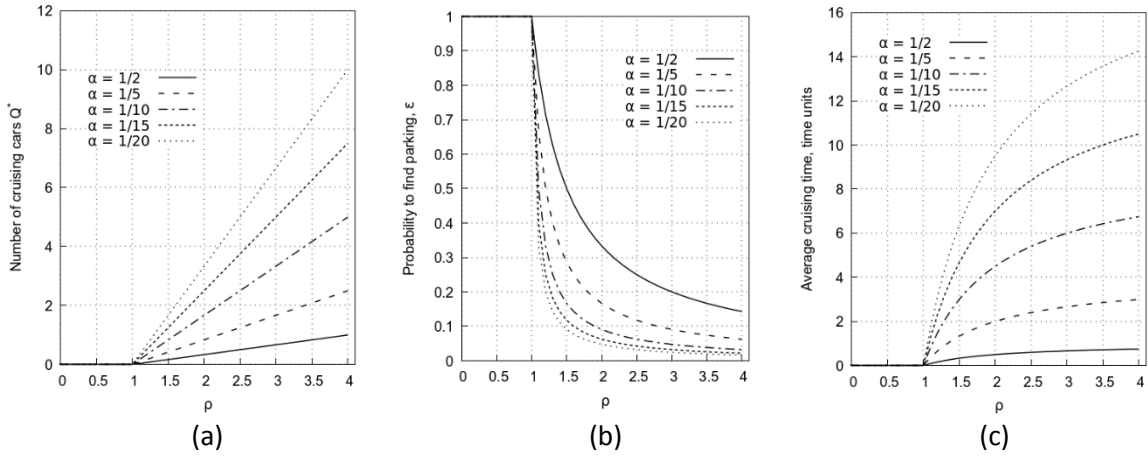 Number of cruising cars Q*
12
10
8
6
4
2
0
α = 1/2
α = 1/5
α = 1/10
α = 1/15
α = 1/20
0 0.5 1 1.5 2 2.5 3 3.5 4
ρ
(a)
Probability to find parking, ε
1
0.9
0.8
0.7
0.6
0.5
0.4
0.3
0.2
0.1
0
α = 1/2
α = 1/5
α = 1/10
α = 1/15
α = 1/20
0 0.5 1 1.5 2 2.5 3 3.5 4
ρ
(b)
Average cruising time, time units
16
14
12
10
8
6
4
2
0
α = 1/2
α = 1/5
α = 1/10
α = 1/15
α = 1/20
0 0.5 1 1.5 2 2.5 3 3.5 4
ρ
(c)